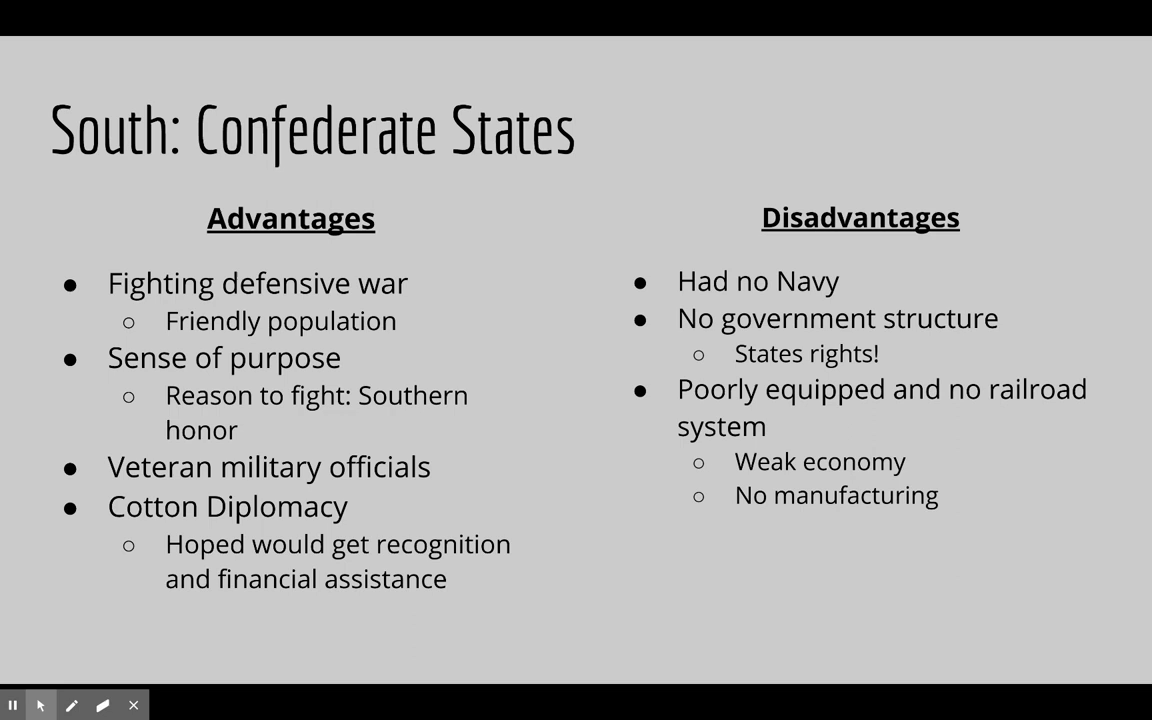 South: Confederate States
Advantages
● Fighting defensive war
○ Friendly population
● Sense of purpose
○ Reason to fight: Southern
honor
● Veteran military officials
● Cotton Diplomacy
○ Hoped would get recognition
and financial assistance
Disadvantages
● Had no Navy
● No government structure
○ States rights!
● Poorly equipped and no railroad
system
○ Weak economy
○ No manufacturing